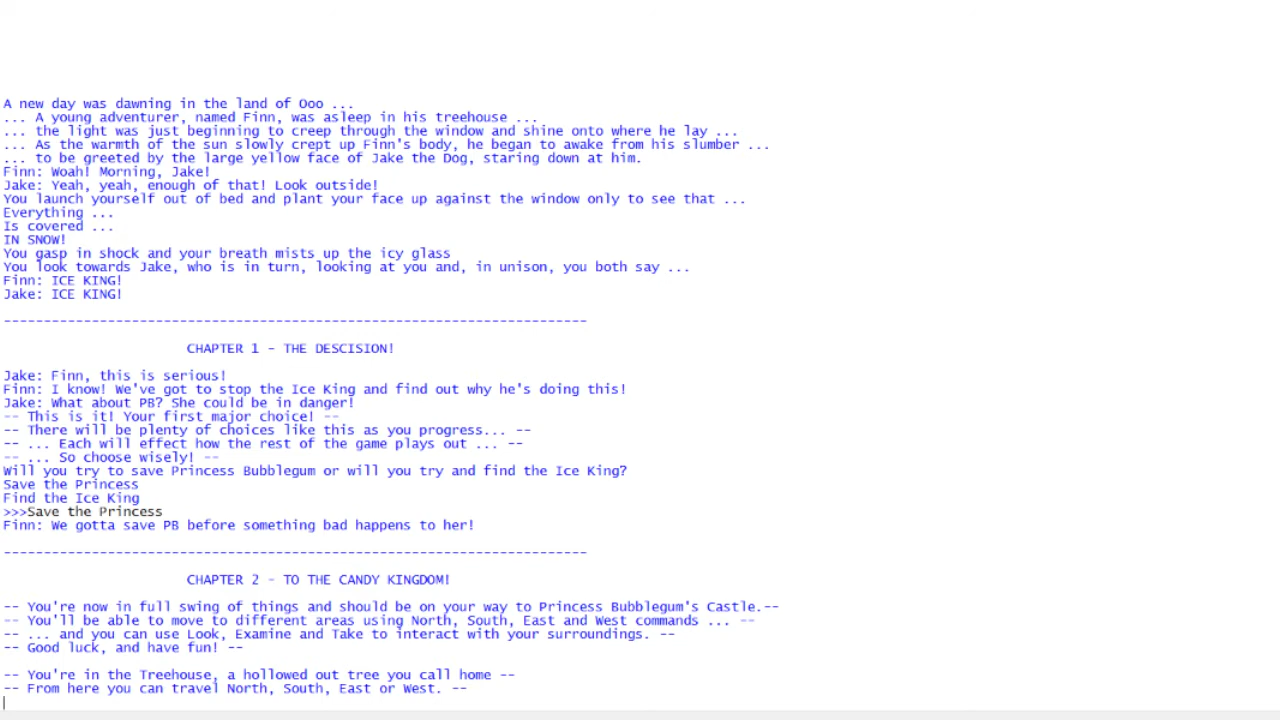 A new day was dawning in the land of Ooo ...
... A young adventurer, named Finn, was asleep in his treehouse ...
... the light was just beginning to creep through the window and shine onto where he lay ...
... As the warmth of the sun slowly crept up Finn's body, he began to awake from his slumber ...
... to be greeted by the large yellow face of Jake the Dog, staring down at him.
Finn: Woah! Morning, Jake!
Jake: Yeah, yeah, enough of that! Look outside!
You launch yourself out of bed and plant your face up against the window only to see that ...
Everything ...
Is covered ...
IN SNOW!
You gasp in shock and your breath mists up the icy glass
You look towards Jake, who is in turn, looking at you and, in unison, you both say ...
Finn: ICE KING!
Jake: ICE KING!
-------------------------------------------------------------------------
CHAPTER 1 - THE DESCISION!
Jake: Finn, this is serious!
Finn: I know! We've got to stop the Ice King and find out why he's doing this!
Jake: What about PB? She could be in danger!
-- This is it! Your first major choice! --
-- There will be plenty of choices like this as you progress... --
-- ... Each will effect how the rest of the game plays out ... --
-- ... So choose wisely! --
Will you try to save Princess Bubblegum or will you try and find the Ice King?
Save the Princess
Find the Ice King
>>>Save the Princess
Finn: We gotta save PB before something bad happens to her!
-------------------------------------------------------------------------
CHAPTER 2 - TO THE CANDY KINGDOM!
-- You're now in full swing of things and should be on your way to Princess Bubblegum's Castle.--
-- You'll be able to move to different areas using North, South, East and West commands ... --
-- ... and you can use Look, Examine and Take to interact with your surroundings. --
-- Good luck, and have fun! --
-- You're in the Treehouse, a hollowed out tree you call home --
-- From here you can travel North, South, East or West. --